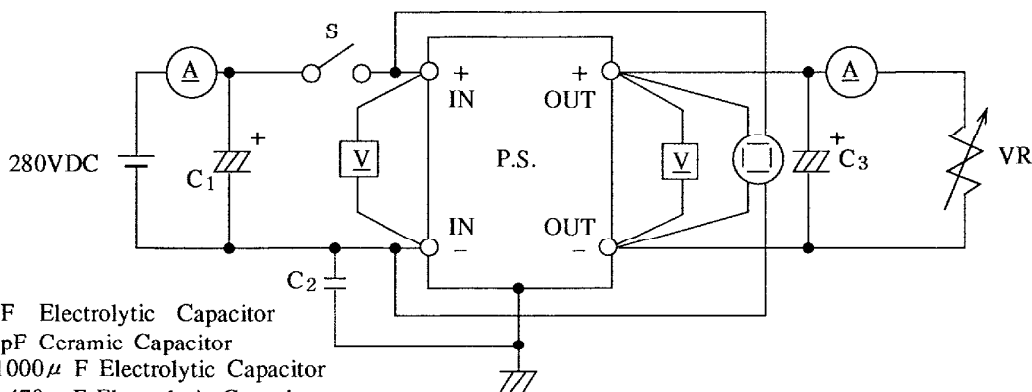 S
A
+ IN
+ OUT
A
280VDC
C1
+
V
P.S.
V
+
C3
VR
IN −
OUT −
C2
F Electrolytic Capacitor
pF Ceramic Capacitor
1000μ F Electrolytic Capacitor